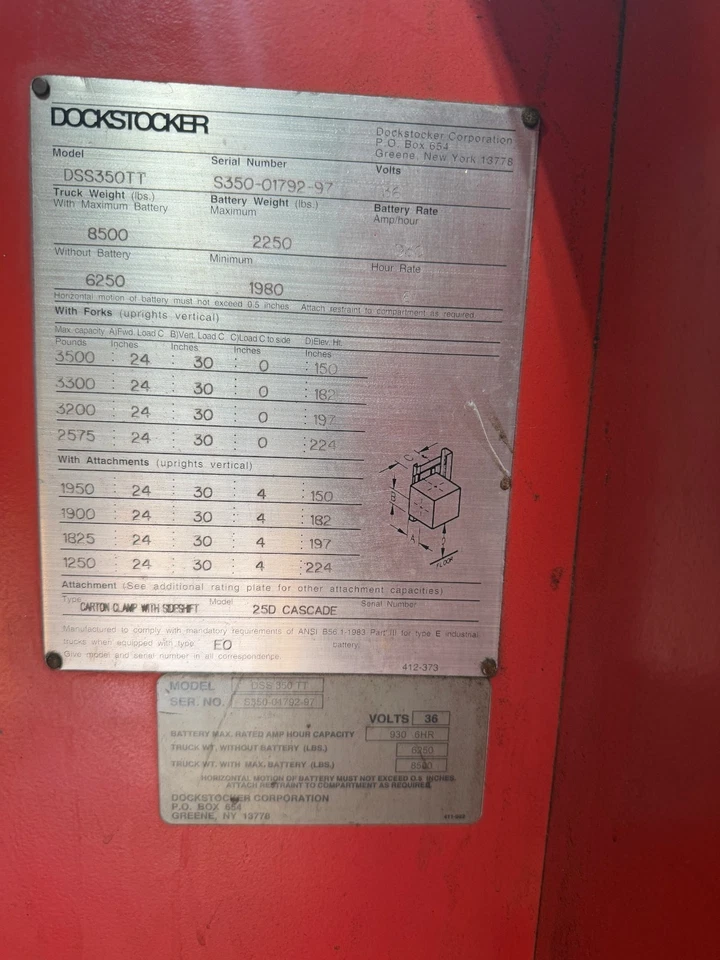 DOCKSTOCKER
Dockstocker Corporation
P.O. Box 654
Greene, New York 13778
Model
Serial Number
Volts
DSS350TT
S350-01792-97
Truck Weight (lbs.)
With Maximum Battery
Battery Weight (lbs.)
Maximum
Battery Rate
Amp/hour
8500
2250
Without Battery
Minimum
Hour Rate
6250
1980
Horizontal motion of battery must not exceed 0.5 inches. Attach restraint to compartment as required.
With Forks (uprights vertical)
Max. capacity A)Fwd. Load C B)Vert. Load C C)Load C to side D)Elev. Ht.
Pounds Inches Inches Inches Inches
3500 : 24 : 30 : 0 : 150
3300 : 24 : 30 : 0 : 182
3200 : 24 : 30 : 0 : 197
2575 : 24 : 30 : 0 : 224
With Attachments (uprights vertical)
1950 : 24 : 30 : 4 : 150
1900 : 24 : 30 : 4 : 182
1825 : 24 : 30 : 4 : 197
1250 : 24 : 30 : 4 : 224
C
B
A
D
FLOOR
Attachment (See additional rating plate for other attachment capacities)
Type CARTON CLAMP WITH SIDESHIFT Model 25D CASCADE Serial Number
Manufactured to comply with mandatory requirements of ANSI B56.1-1983 Part III for type E industrial
trucks when equipped with type EO battery.
Give model and serial number in all correspondence.
412-373
MODEL DSS 350 TT
SER. NO. S350-01792-97
VOLTS 36
BATTERY MAX. RATED AMP HOUR CAPACITY 930 6HR
TRUCK WT. WITHOUT BATTERY (LBS.) 6250
TRUCK WT. WITH MAX. BATTERY (LBS.) 8500
HORIZONTAL MOTION OF BATTERY MUST NOT EXCEED 0.5 INCHES.
ATTACH RESTRAINT TO COMPARTMENT AS REQUIRED.
DOCKSTOCKER CORPORATION
P.O. BOX 654
GREENE, NY 13778